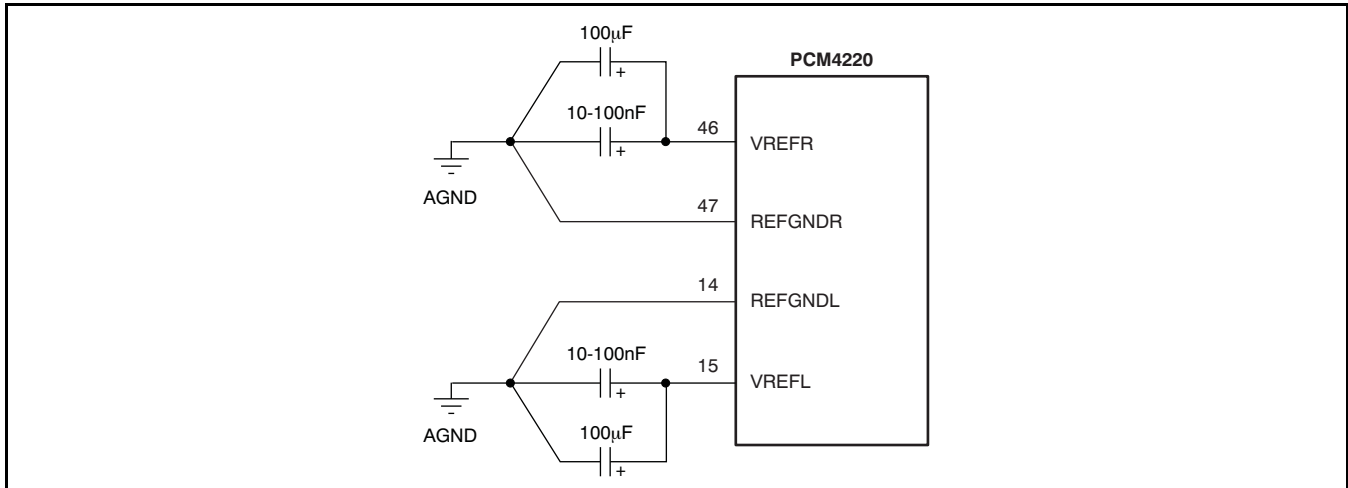 100μF
+
PCM4220
10-100nF
+
46
VREFR
AGND
47
REFGNDR
14
REFGNDL
10-100nF
+
15
VREFL
AGND
100μF
+